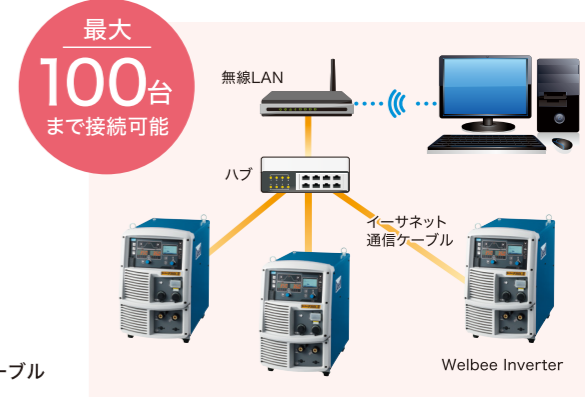 最大
100台
まで接続可能
無線LAN
ハブ
イーサネット
通信ケーブル
Welbee Inverter
ーブル